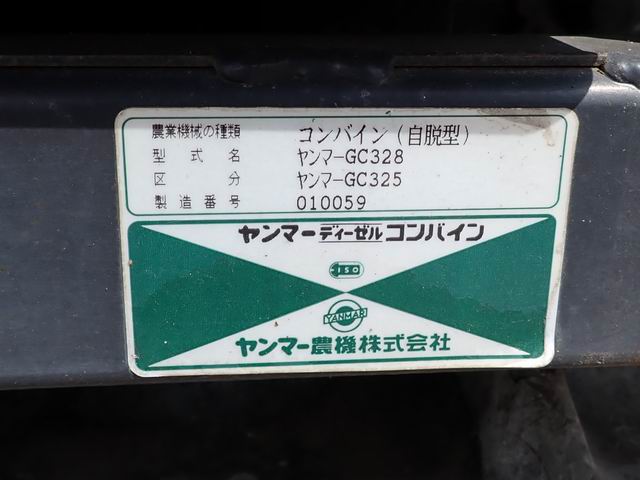 農業機械の種類 コンバイン(自脱型)
型式名 ヤンマーGC328
区分 ヤンマーGC325
製造番号 010059
ヤンマーディーゼルコンバイン
ISO
YANMAR
ヤンマー農機株式会社